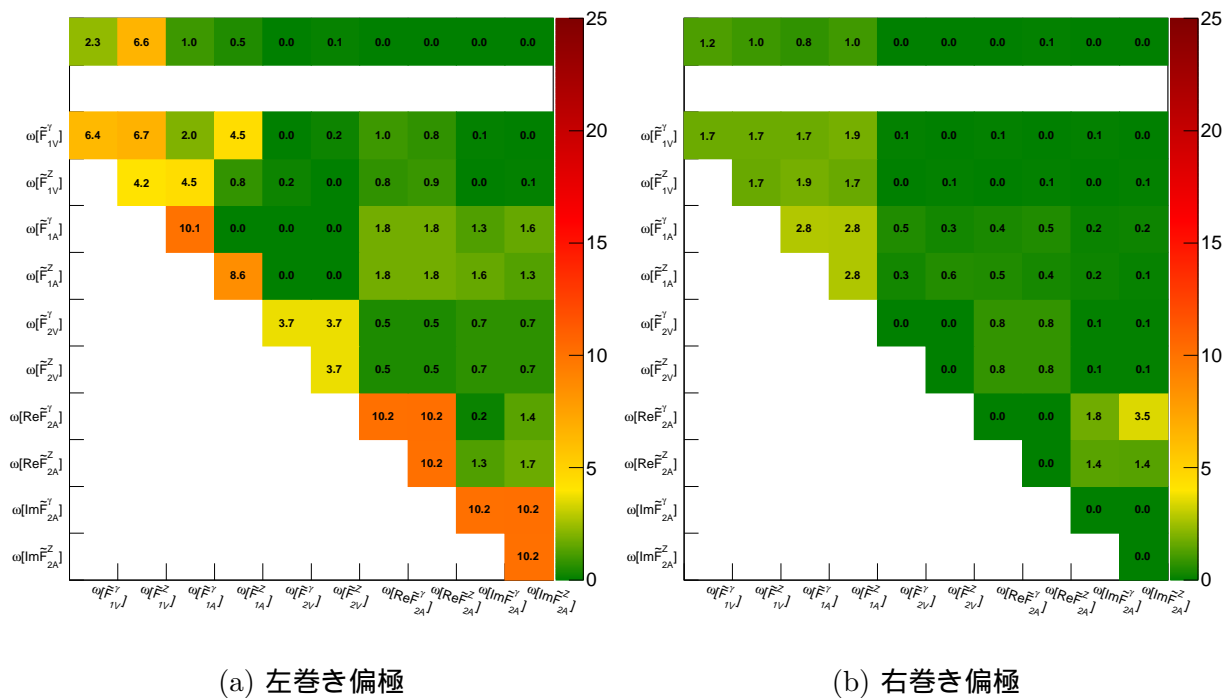 25
20
15
10
5
0
2.3 6.6 1.0 0.5 0.0 0.1 0.0 0.0 0.0 0.0
ω[F̃^γ_1V] 6.4 6.7 2.0 4.5 0.0 0.2 1.0 0.8 0.1 0.0
ω[F̃^Z_1V] 4.2 4.5 0.8 0.2 0.0 0.8 0.9 0.0 0.1
ω[F̃^γ_1A] 10.1 0.0 0.0 0.0 1.8 1.8 1.3 1.6
ω[F̃^Z_1A] 8.6 0.0 0.0 1.8 1.8 1.6 1.3
ω[F̃^γ_2V] 3.7 3.7 0.5 0.5 0.7 0.7
ω[F̃^Z_2V] 3.7 0.5 0.5 0.7 0.7
ω[ReF̃^γ_2A] 10.2 10.2 0.2 1.4
ω[ReF̃^Z_2A] 10.2 1.3 1.7
ω[ImF̃^γ_2A] 10.2 10.2
ω[ImF̃^Z_2A] 10.2
ω[F̃^γ_1V] ω[F̃^Z_1V] ω[F̃^γ_1A] ω[F̃^Z_1A] ω[F̃^γ_2V] ω[F̃^Z_2V] ω[ReF̃^γ_2A] ω[ReF̃^Z_2A] ω[ImF̃^γ_2A] ω[ImF̃^Z_2A]
(a) 左巻き偏極
25
20
15
10
5
0
1.2 1.0 0.8 1.0 0.0 0.0 0.0 0.1 0.0 0.0
ω[F̃^γ_1V] 1.7 1.7 1.7 1.9 0.1 0.0 0.1 0.0 0.1 0.0
ω[F̃^Z_1V] 1.7 1.9 1.7 0.0 0.1 0.0 0.1 0.0 0.1
ω[F̃^γ_1A] 2.8 2.8 0.5 0.3 0.4 0.5 0.2 0.2
ω[F̃^Z_1A] 2.8 0.3 0.6 0.5 0.4 0.2 0.1
ω[F̃^γ_2V] 0.0 0.0 0.8 0.8 0.1 0.1
ω[F̃^Z_2V] 0.0 0.8 0.8 0.1 0.1
ω[ReF̃^γ_2A] 0.0 0.0 1.8 3.5
ω[ReF̃^Z_2A] 0.0 1.4 1.4
ω[ImF̃^γ_2A] 0.0 0.0
ω[ImF̃^Z_2A] 0.0
ω[F̃^γ_1V] ω[F̃^Z_1V] ω[F̃^γ_1A] ω[F̃^Z_1A] ω[F̃^γ_2V] ω[F̃^Z_2V] ω[ReF̃^γ_2A] ω[ReF̃^Z_2A] ω[ImF̃^γ_2A] ω[ImF̃^Z_2A]
(b) 右巻き偏極